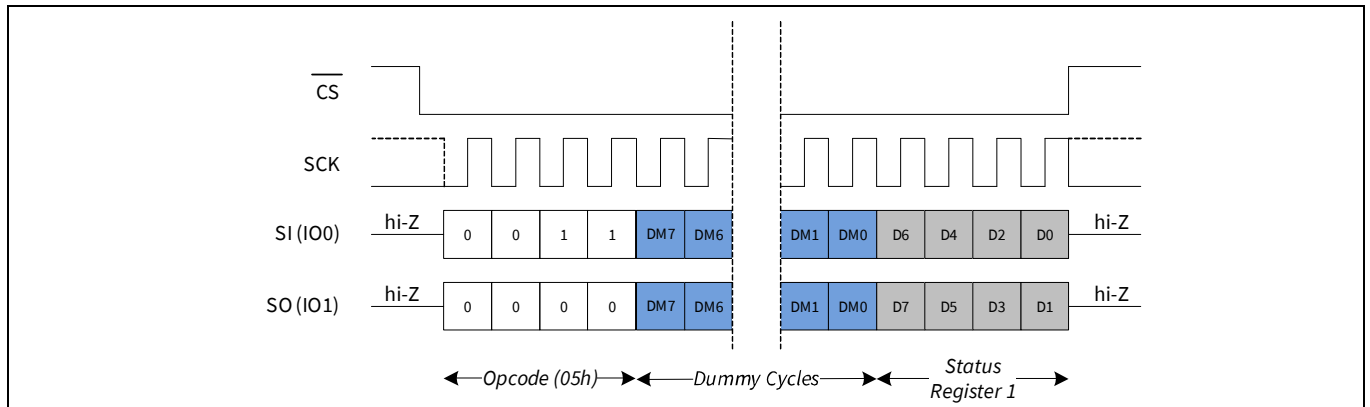 CS
SCK
SI (IO0) hi-Z 0 0 1 1 DM7 DM6 DM1 DM0 D6 D4 D2 D0 hi-Z
SO (IO1) hi-Z 0 0 0 0 DM7 DM6 DM1 DM0 D7 D5 D3 D1 hi-Z
Opcode (05h) Dummy Cycles Status
Register 1